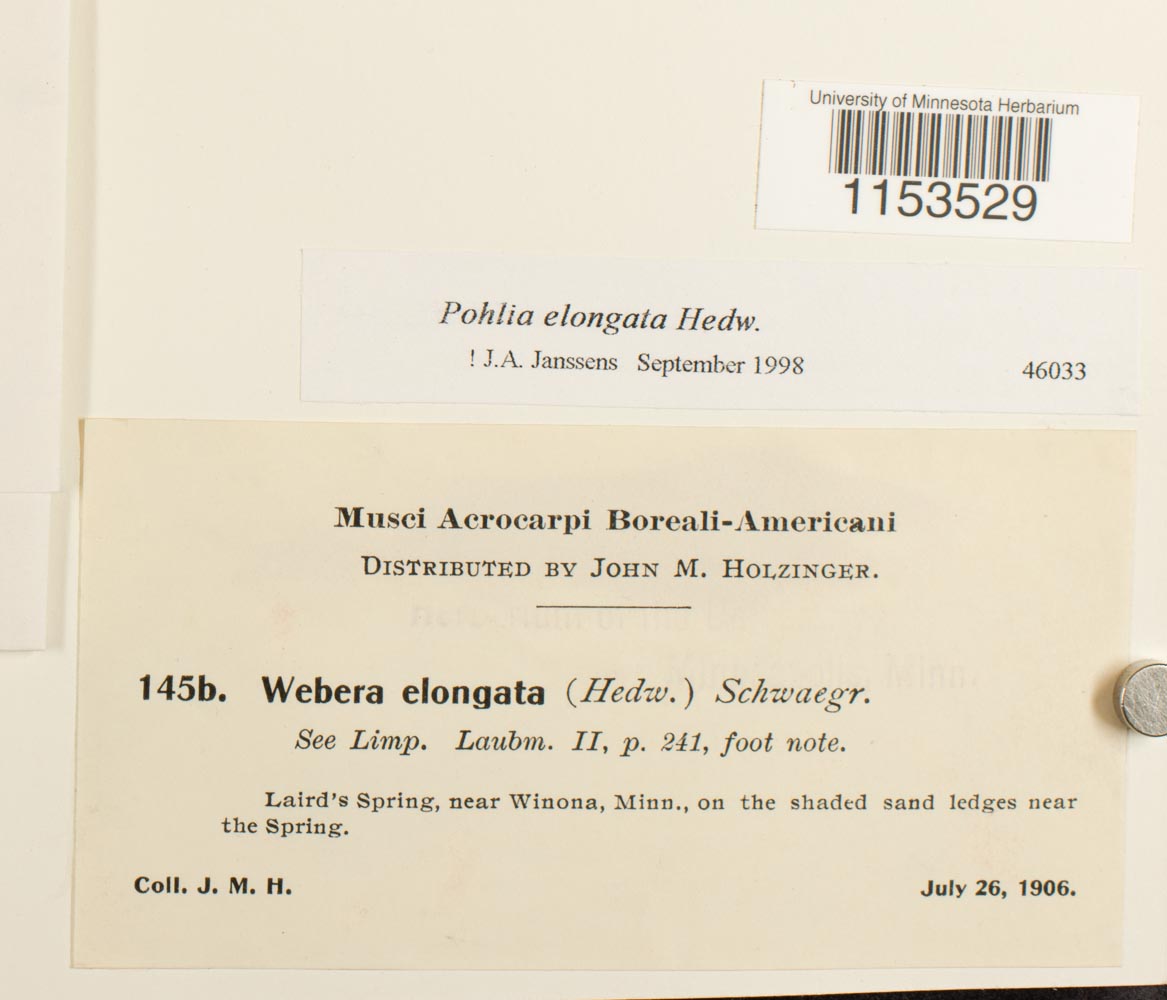 University of Minnesota Herbarium
1153529
Pohlia elongata Hedw.
! J.A. Janssens September 1998 46033
Musci Acrocarpi Boreali-Americani
DISTRIBUTED BY JOHN M. HOLZINGER.
145b. Webera elongata (Hedw.) Schwaegr.
See Limp. Laubm. II, p. 241, foot note.
Laird's Spring, near Winona, Minn., on the shaded sand ledges near
the Spring.
Coll. J. M. H. July 26, 1906.